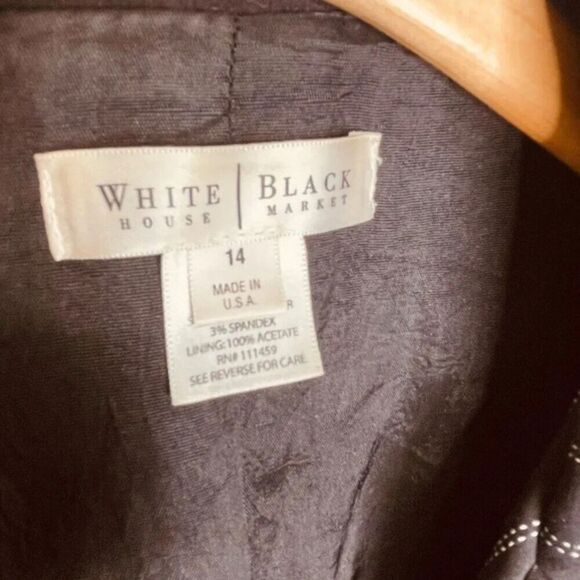 WHITE | BLACK
HOUSE MARKET
14
MADE IN
U.S.A.
R
3% SPANDEX
LINING:100% ACETATE
RN# 111459
SEE REVERSE FOR CARE